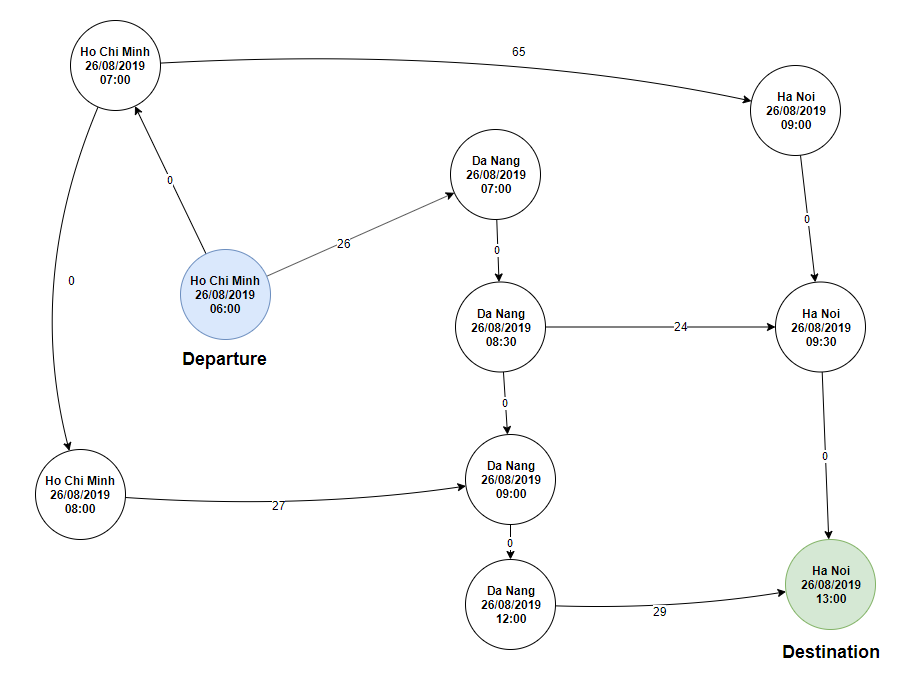 Ho Chi Minh
26/08/2019
07:00
65
Ha Noi
26/08/2019
09:00
Da Nang
26/08/2019
07:00
0
26
0
0
Ho Chi Minh
26/08/2019
06:00
Departure
0
Da Nang
26/08/2019
08:30
24
Ha Noi
26/08/2019
09:30
0
0
Ho Chi Minh
26/08/2019
08:00
27
Da Nang
26/08/2019
09:00
0
Da Nang
26/08/2019
12:00
29
Ha Noi
26/08/2019
13:00
Destination